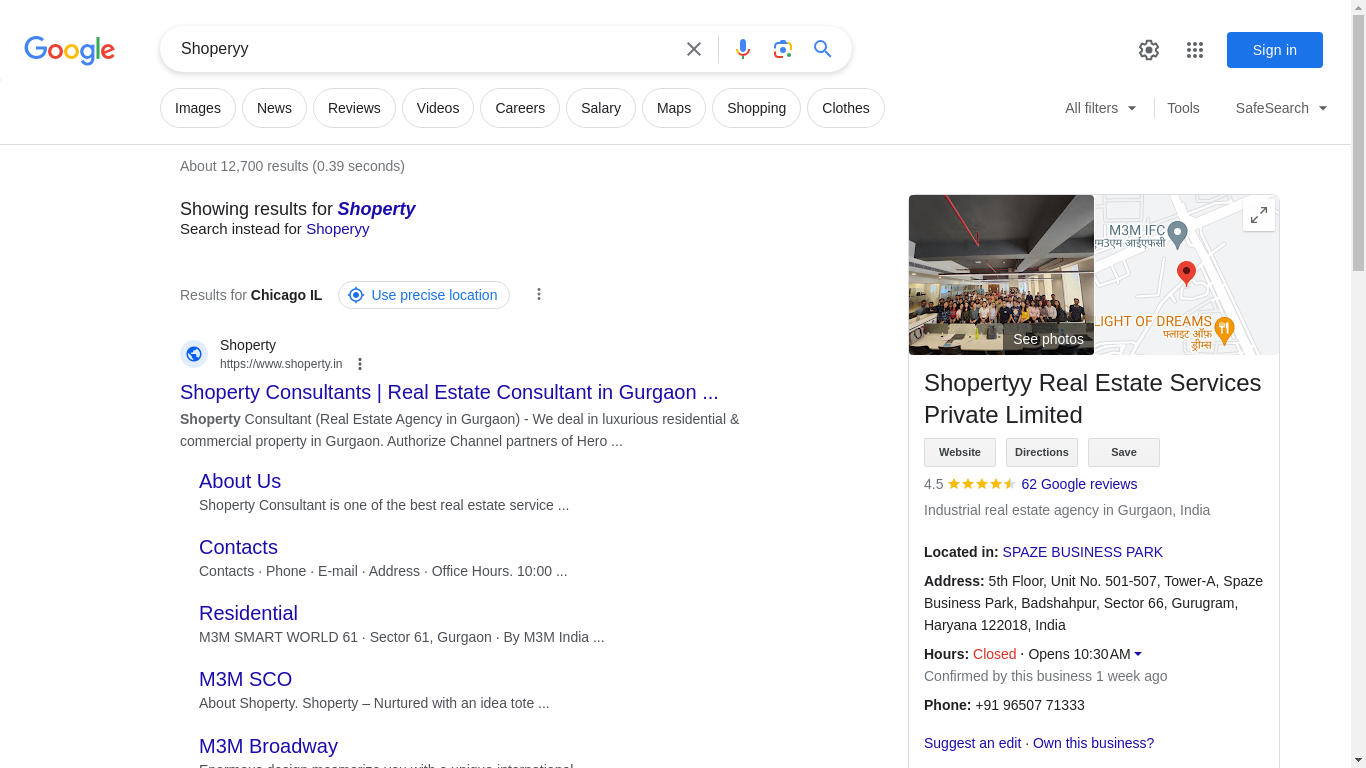 Google
Shoperyy
Sign in
Images
News
Reviews
Videos
Careers
Salary
Maps
Shopping
Clothes
All filters
Tools
SafeSearch
About 12,700 results (0.39 seconds)
Showing results for Shoperty
Search instead for Shoperyy
Results for Chicago IL
Use precise location
Shoperty
https://www.shoperty.in
Shoperty Consultants | Real Estate Consultant in Gurgaon ...
Shoperty Consultant (Real Estate Agency in Gurgaon) - We deal in luxurious residential &
commercial property in Gurgaon. Authorize Channel partners of Hero ...
About Us
Shoperty Consultant is one of the best real estate service ...
Contacts
Contacts · Phone · E-mail · Address · Office Hours. 10:00 ...
Residential
M3M SMART WORLD 61 · Sector 61, Gurgaon · By M3M India ...
M3M SCO
About Shoperty. Shoperty – Nurtured with an idea tote ...
M3M Broadway
Enormous design mesmerize you with a unique international
See photos
M3M IFC
एम3एम आईएफसी
LIGHT OF DREAMS
फ्लाइट ऑफ़
ड्रीम्स
Shopertyy Real Estate Services
Private Limited
Website
Directions
Save
4.5 62 Google reviews
Industrial real estate agency in Gurgaon, India
Located in: SPAZE BUSINESS PARK
Address: 5th Floor, Unit No. 501-507, Tower-A, Spaze
Business Park, Badshahpur, Sector 66, Gurugram,
Haryana 122018, India
Hours: Closed · Opens 10:30 AM
Confirmed by this business 1 week ago
Phone: +91 96507 71333
Suggest an edit · Own this business?